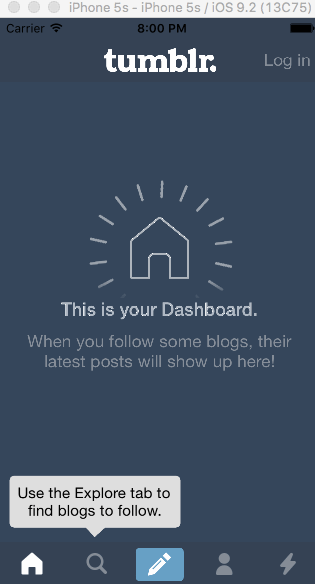 iPhone 5s - iPhone 5s / iOS 9.2 (13C75)
Carrier 8:00 PM
tumblr. Log in
This is your Dashboard.
When you follow some blogs, their
latest posts will show up here!
Use the Explore tab to
find blogs to follow.